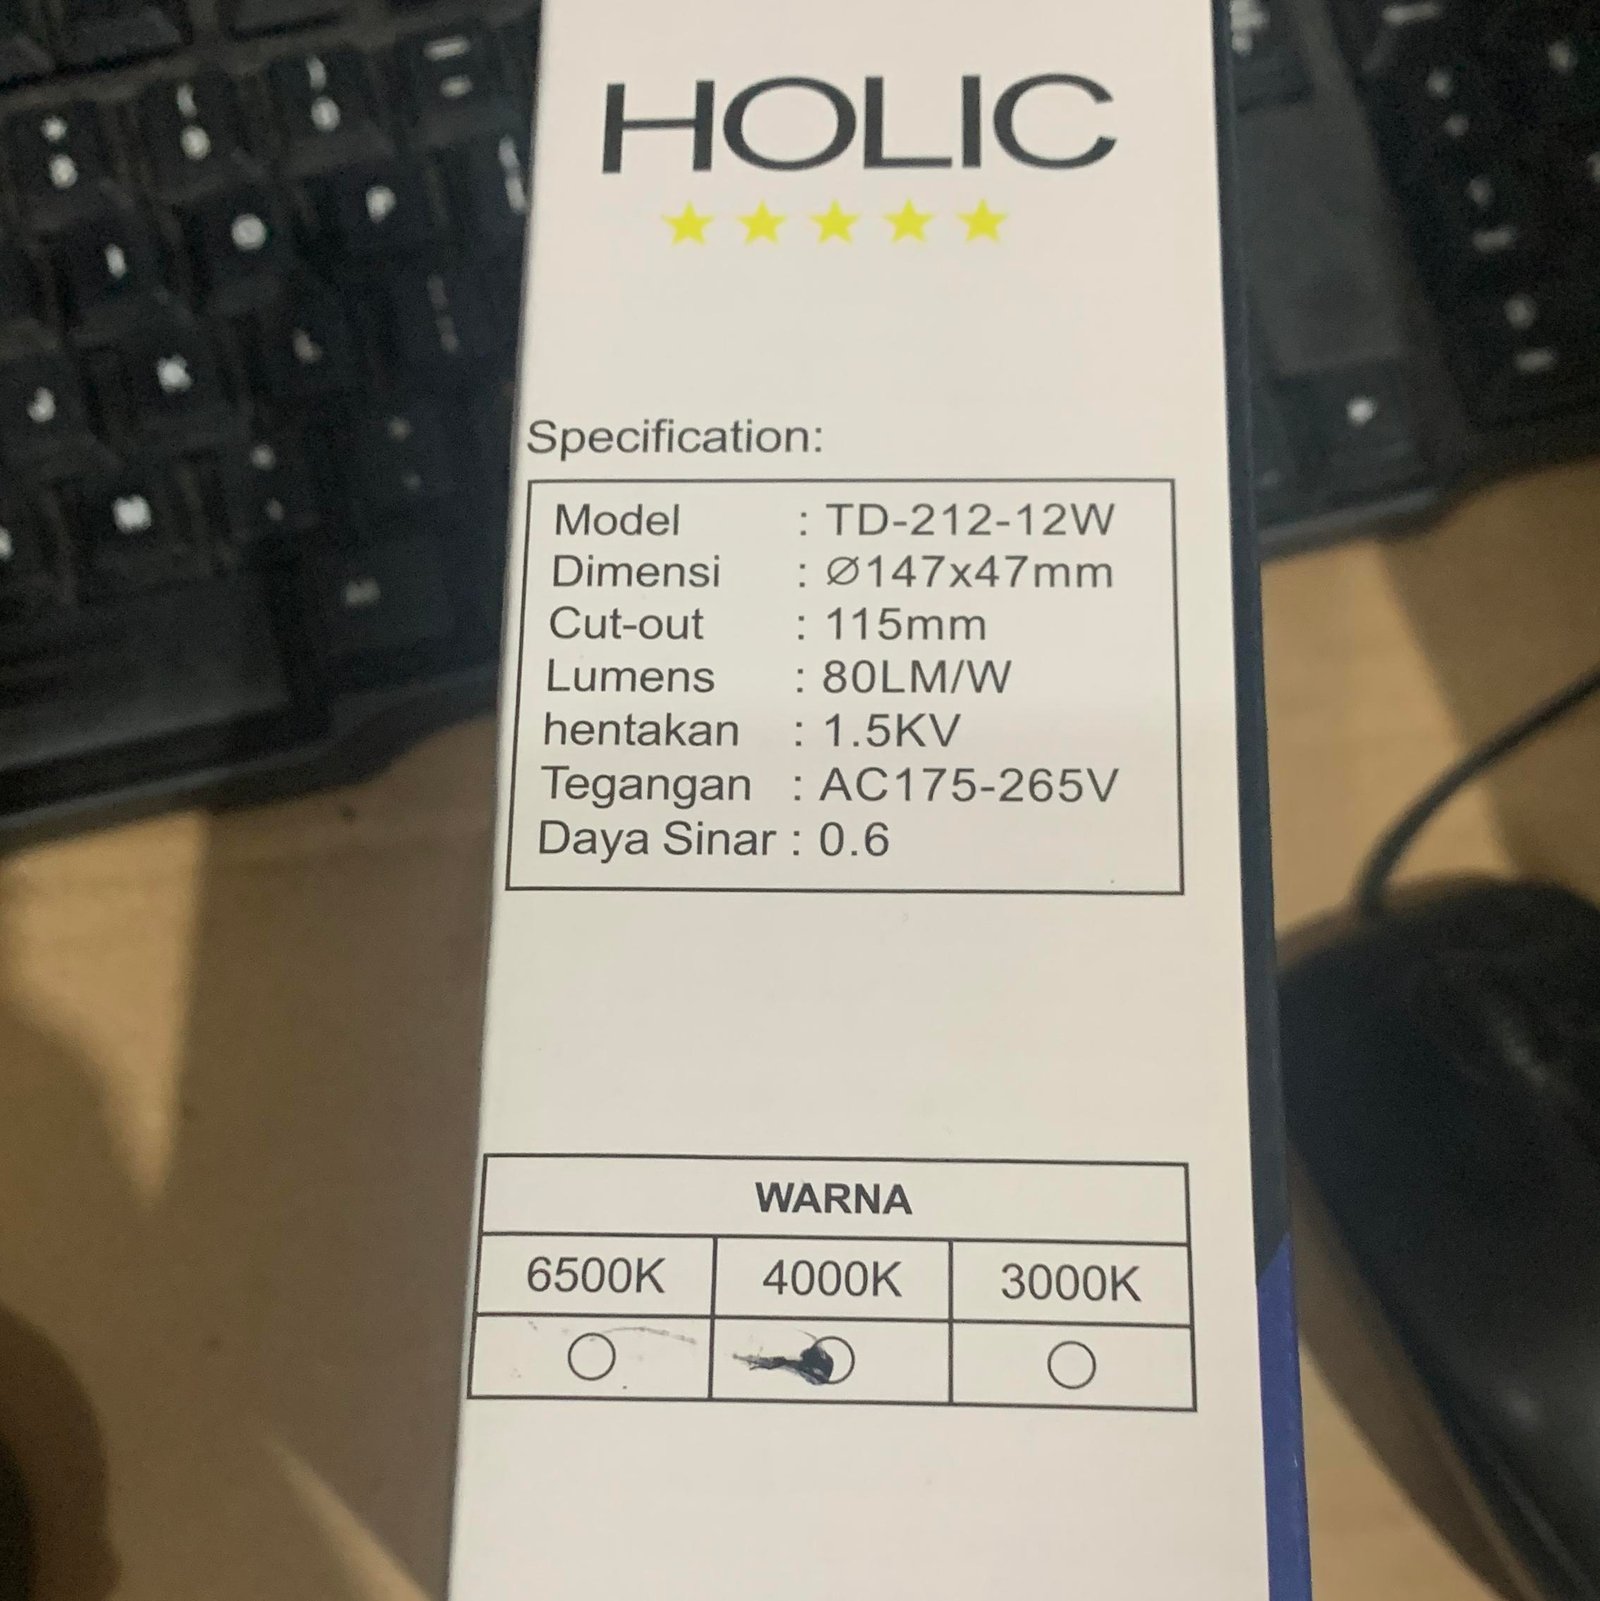 HOLIC
Specification:
Model : TD-212-12W
Dimensi : Ø147x47mm
Cut-out : 115mm
Lumens : 80LM/W
hentakan : 1.5KV
Tegangan : AC175-265V
Daya Sinar : 0.6
WARNA
6500K 4000K 3000K